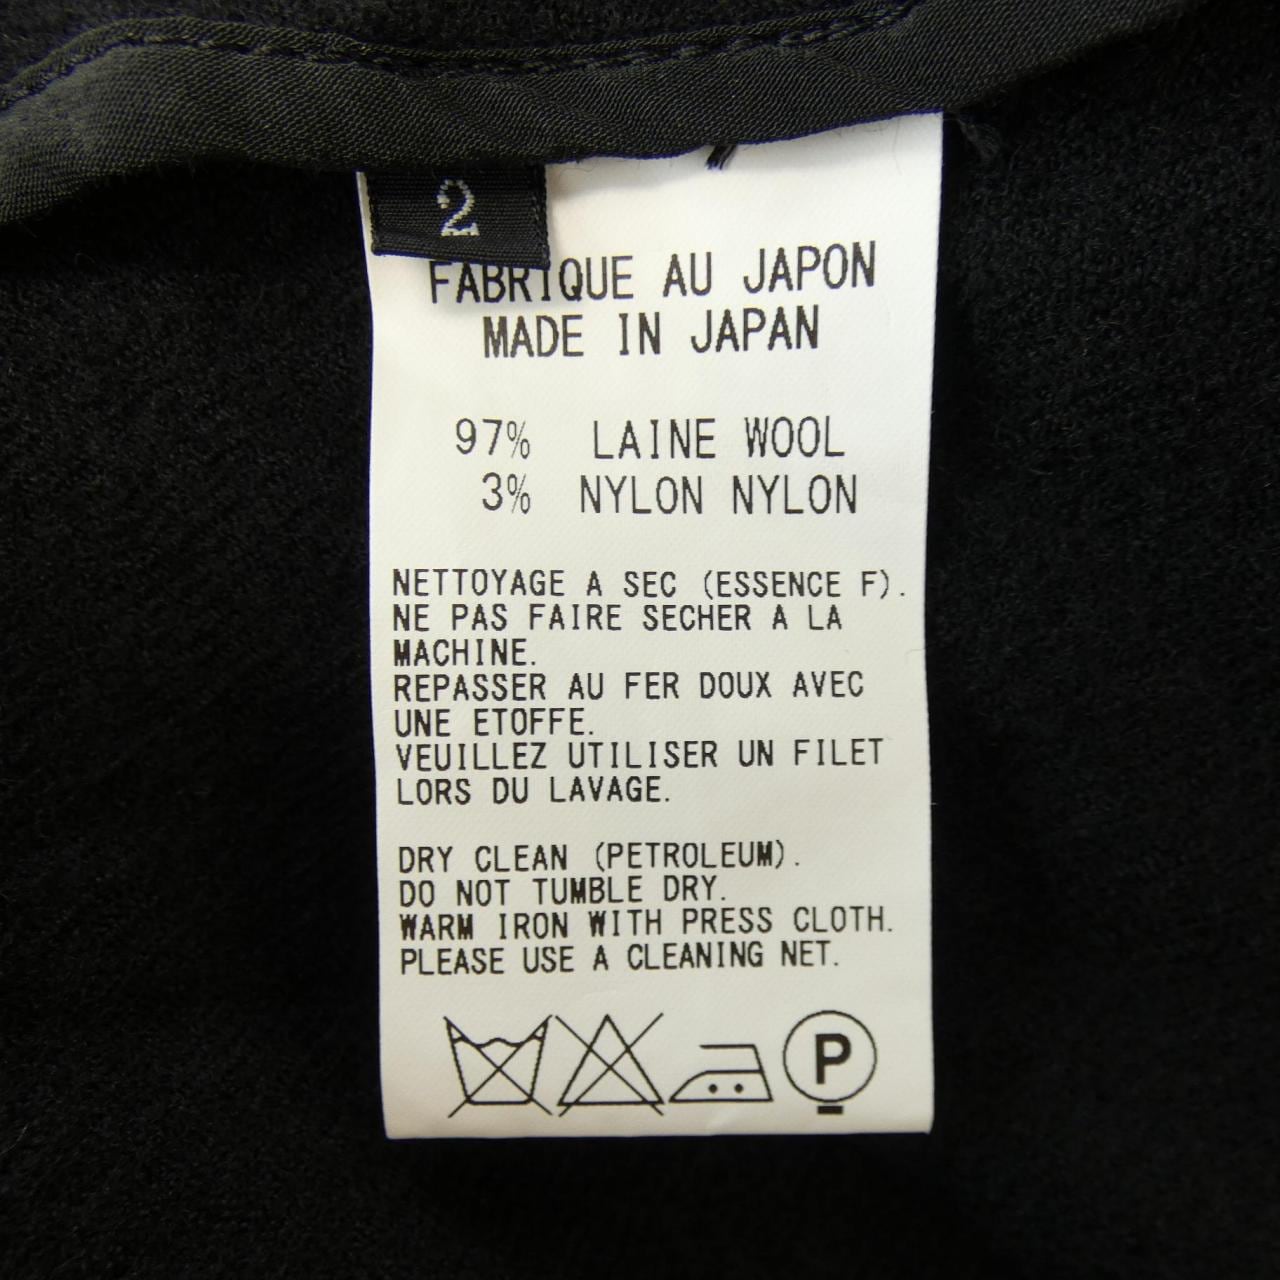 2
FABRIQUE AU JAPON
MADE IN JAPAN
97% LAINE WOOL
3% NYLON NYLON
NETTOYAGE A SEC (ESSENCE F).
NE PAS FAIRE SECHER A LA
MACHINE.
REPASSER AU FER DOUX AVEC
UNE ETOFFE.
VEUILLEZ UTILISER UN FILET
LORS DU LAVAGE.
DRY CLEAN (PETROLEUM).
DO NOT TUMBLE DRY.
WARM IRON WITH PRESS CLOTH.
PLEASE USE A CLEANING NET.
P